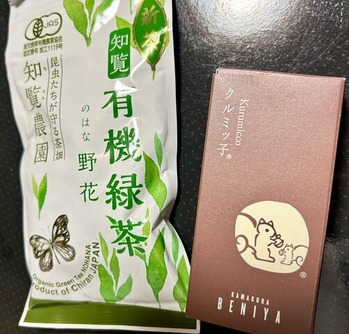 新茶
JAS
知覧農園
昆虫たちが守る茶畑
知覧
有機緑茶
のはな
野花
Organic Green Tea NOHANA
Product of Chiran JAPAN
Kurumicco
クルミッ子®
®
KAMAKURA
BENIYA